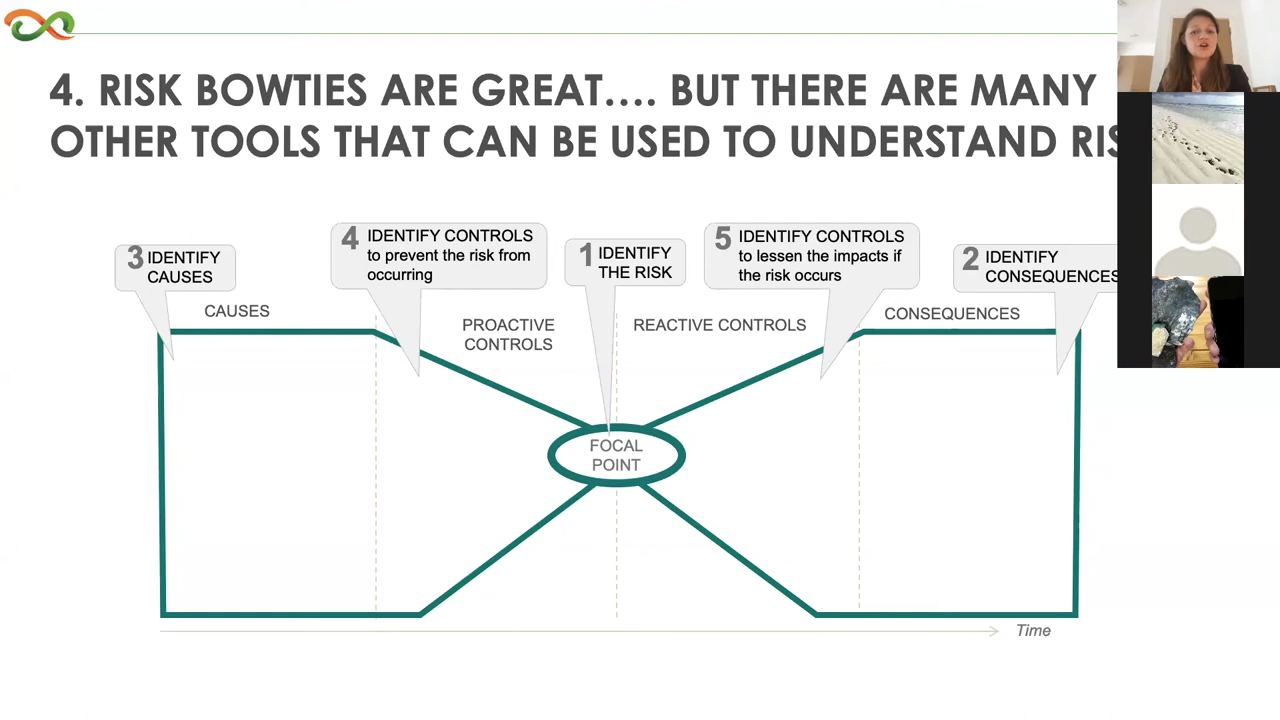 4. RISK BOWTIES ARE GREAT…. BUT THERE ARE MANY
OTHER TOOLS THAT CAN BE USED TO UNDERSTAND
3 IDENTIFY
CAUSES
4 IDENTIFY CONTROLS
to prevent the risk from
occurring
1 IDENTIFY
THE RISK
5 IDENTIFY CONTROLS
to lessen the impacts if
the risk occurs
2 IDENTIFY
CONSEQUENCES
CAUSES
PROACTIVE
CONTROLS
REACTIVE CONTROLS
CONSEQUENCES
FOCAL
POINT
Time